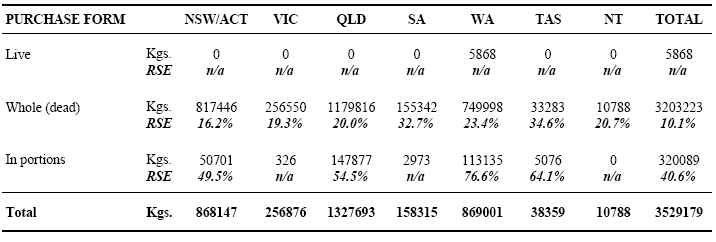 PURCHASE FORM NSW/ACT VIC QLD SA WA TAS NT TOTAL
Live Kgs. 0 0 0 0 5868 0 0 5868
RSE n/a n/a n/a n/a n/a n/a n/a n/a
Whole (dead) Kgs. 817446 256550 1179816 155342 749998 33283 10788 3203223
RSE 16.2% 19.3% 20.0% 32.7% 23.4% 34.6% 20.7% 10.1%
In portions Kgs. 50701 326 147877 2973 113135 5076 0 320089
RSE 49.5% n/a 54.5% n/a 76.6% 64.1% n/a 40.6%
Total Kgs. 868147 256876 1327693 158315 869001 38359 10788 3529179